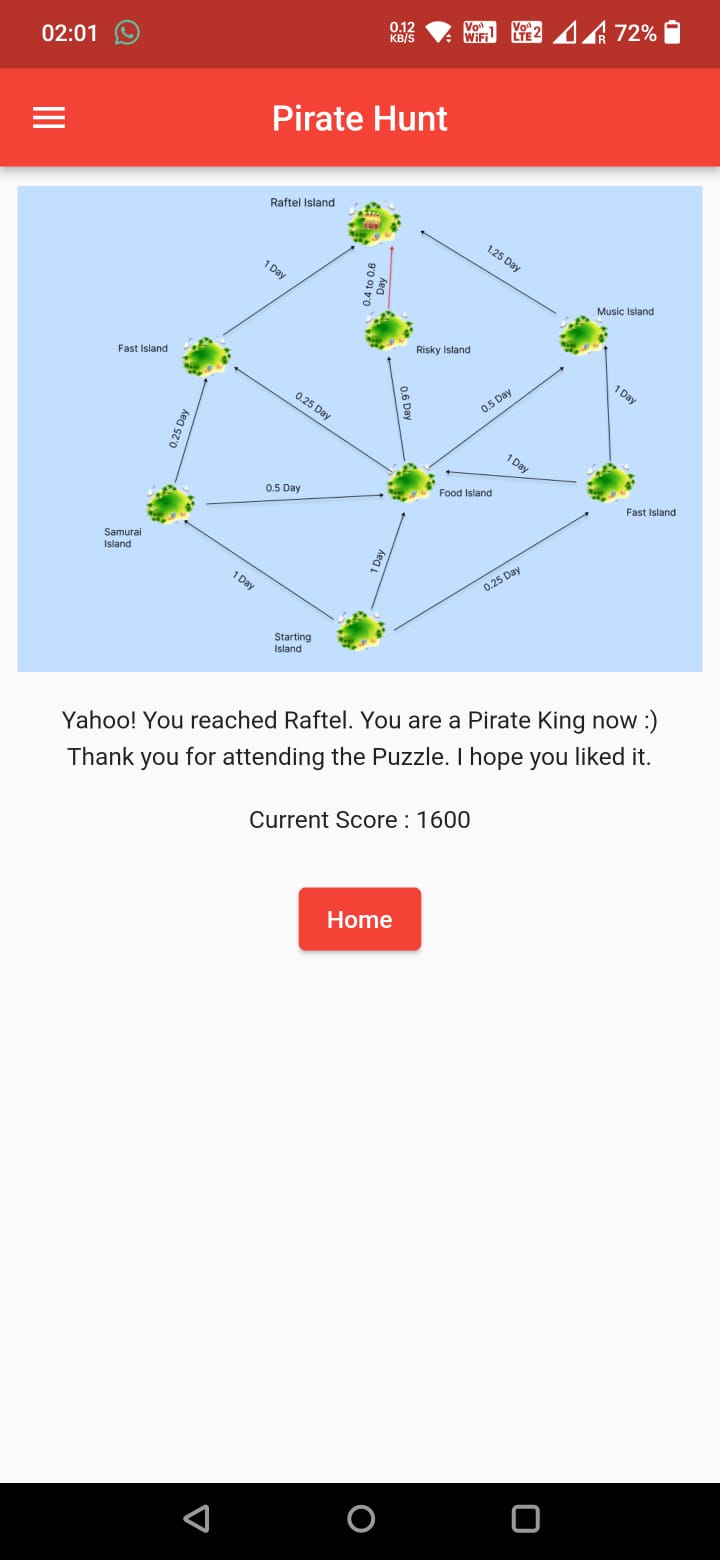 02:01
0.12
KB/S
Vo))
WiFi 1
Vo))
LTE 2
R
72%
Pirate Hunt
Raftel Island
1 Day
0.4 to 0.6
Day
1.25 Day
Music Island
Fast Island
Risky Island
0.25 Day
0.25 Day
0.6 Day
0.5 Day
1 Day
0.5 Day
1 Day
Food Island
Fast Island
Samurai
Island
1 Day
1 Day
0.25 Day
Starting
Island
Yahoo! You reached Raftel. You are a Pirate King now :)
Thank you for attending the Puzzle. I hope you liked it.
Current Score : 1600
Home